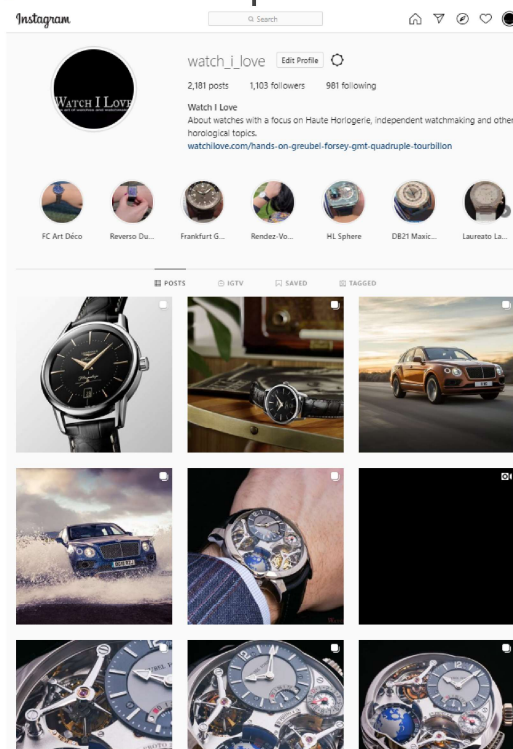 Instagram
Search
watch_i_love
Edit Profile
2,181 posts 1,103 followers 981 following
Watch I Love
About watches with a focus on Haute Horlogerie, independent watchmaking and other
horological topics.
watchilove.com/hands-on-greubel-forsey-gmt-quadruple-tourbillon
WATCH I LOVE
FC Art Déco
Reverso Du...
Frankfurt G...
Rendez-Vo...
HL Sphere
DB21 Maxic...
Laureato La...
POSTS
IGTV
SAVED
TAGGED